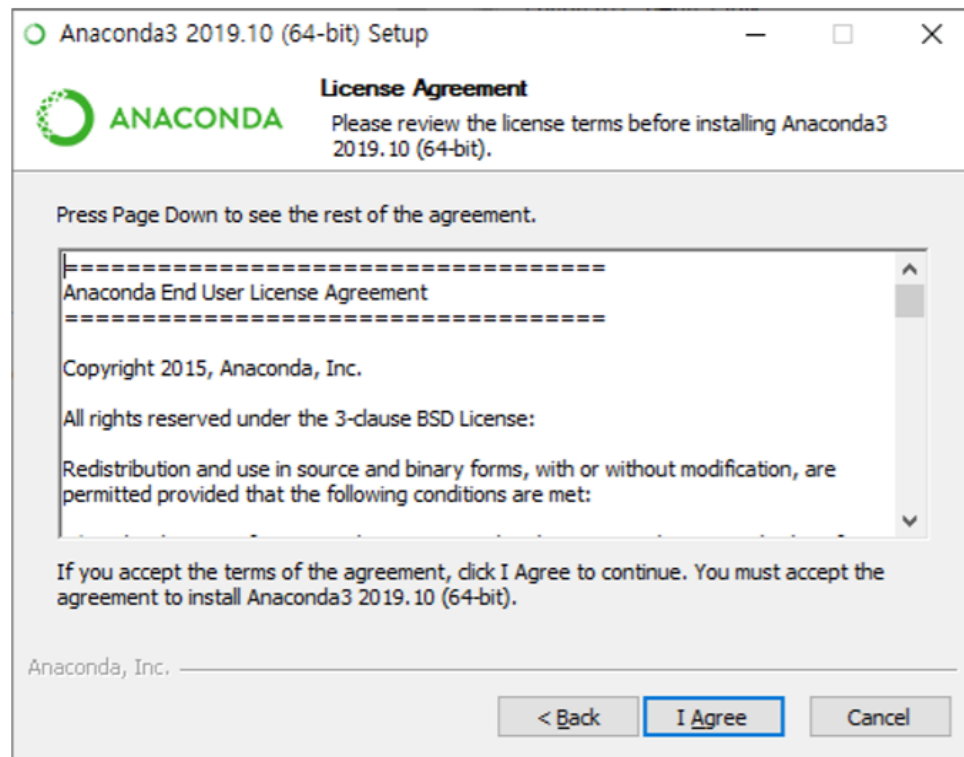 Anaconda3 2019.10 (64-bit) Setup
ANACONDA
License Agreement
Please review the license terms before installing Anaconda3
2019.10 (64-bit).
Press Page Down to see the rest of the agreement.
===================================
Anaconda End User License Agreement
===================================
Copyright 2015, Anaconda, Inc.
All rights reserved under the 3-clause BSD License:
Redistribution and use in source and binary forms, with or without modification, are
permitted provided that the following conditions are met:
If you accept the terms of the agreement, click I Agree to continue. You must accept the
agreement to install Anaconda3 2019.10 (64-bit).
Anaconda, Inc.
< Back
I Agree
Cancel